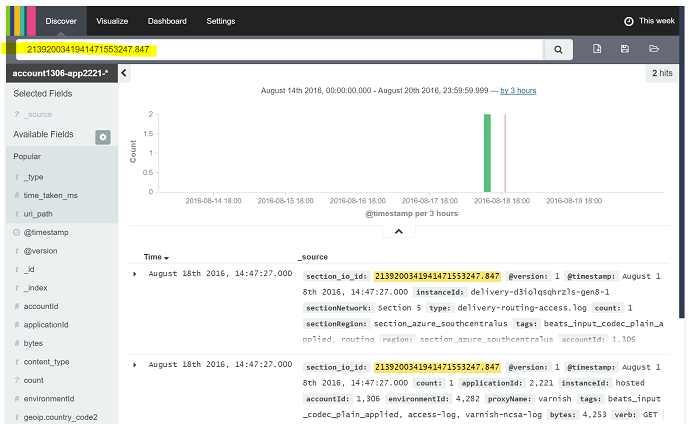 Discover Visualize Dashboard Settings This week
2139200341941471553247.847
account1306-app2221-* 2 hits
Selected Fields
? _source
Available Fields
Popular
t _type
# time_taken_ms
t uri_path
@timestamp
t @version
t _id
t _index
# accountId
# applicationId
# bytes
t content_type
? count
# environmentId
t geoip.country_code2
August 14th 2016, 00:00:00.000 - August 20th 2016, 23:59:59.999 — by 3 hours
Count
2
1.5
1
0.5
0
2016-08-14 18:00 2016-08-15 18:00 2016-08-16 18:00 2016-08-17 18:00 2016-08-18 18:00 2016-08-19 18:00
@timestamp per 3 hours
Time _source
August 18th 2016, 14:47:27.000 section_io_id: 2139200341941471553247.847 @version: 1 @timestamp: August 1
8th 2016, 14:47:27.000 instanceId: delivery-d3iolqsqhrzls-gen8-1
sectionNetwork: Section 5 type: delivery-routing-access.log count: 1
sectionRegion: section_azure_southcentralus tags: beats_input_codec_plain_a
pplied, routing region: section_azure_southcentralus accountId: 1,306
August 18th 2016, 14:47:27.000 section_io_id: 2139200341941471553247.847 @version: 1 @timestamp: August 1
8th 2016, 14:47:27.000 count: 1 applicationId: 2,221 instanceId: hosted
accountId: 1,306 environmentId: 4,282 proxyName: varnish tags: beats_input
_codec_plain_applied, access-log, varnish-ncsa-log bytes: 4,253 verb: GET